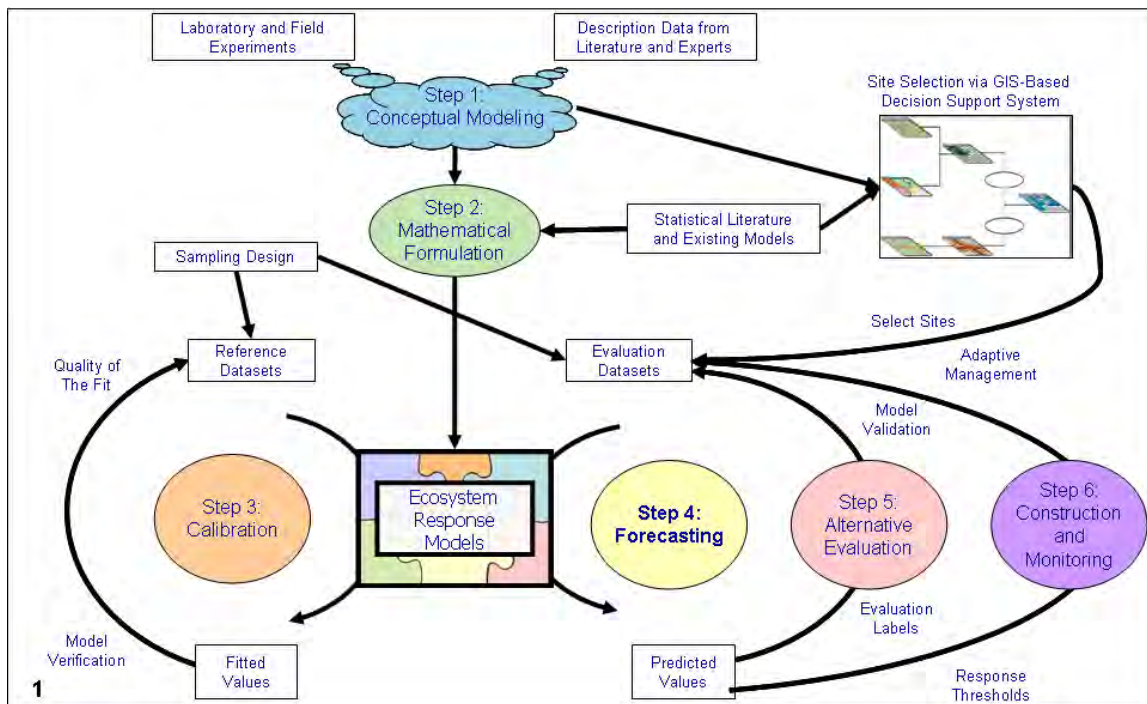 Laboratory and Field
Experiments
Description Data from
Literature and Experts
Step 1:
Conceptual Modeling
Site Selection via GIS-Based
Decision Support System
Step 2:
Mathematical
Formulation
Statistical Literature
and Existing Models
Sampling Design
Select Sites
Quality of
The Fit
Reference
Datasets
Evaluation
Datasets
Adaptive
Management
Model
Validation
Step 3:
Calibration
Ecosystem
Response
Models
Step 4:
Forecasting
Step 5:
Alternative
Evaluation
Step 6:
Construction
and
Monitoring
Evaluation
Labels
Model
Verification
Fitted
Values
Predicted
Values
Response
Thresholds
1